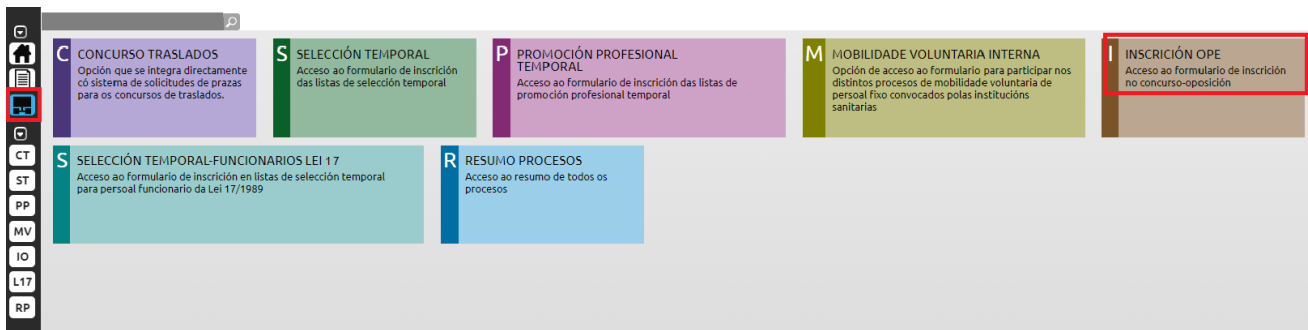 C CONCURSO TRASLADOS
Opción que se integra directamente
có sistema de solicitudes de prazas
para os concursos de traslados.
S SELECCIÓN TEMPORAL
Acceso ao formulario de inscrición
das listas de selección temporal
P PROMOCIÓN PROFESIONAL
TEMPORAL
Acceso ao formulario de inscrición das listas de
promoción profesional temporal
M MOBILIDADE VOLUNTARIA INTERNA
Opción de acceso ao formulario para participar nos
distintos procesos de mobilidade voluntaria de
persoal fixo convocados polas institucións
sanitarias
I INSCRICIÓN OPE
Acceso ao formulario de inscrición
no concurso-oposición
S SELECCIÓN TEMPORAL-FUNCIONARIOS LEI 17
Acceso ao formulario de inscrición en listas de selección temporal
para persoal funcionario da Lei 17/1989
R RESUMO PROCESOS
Acceso ao resumo de todos os
procesos
CT
ST
PP
MV
IO
L17
RP